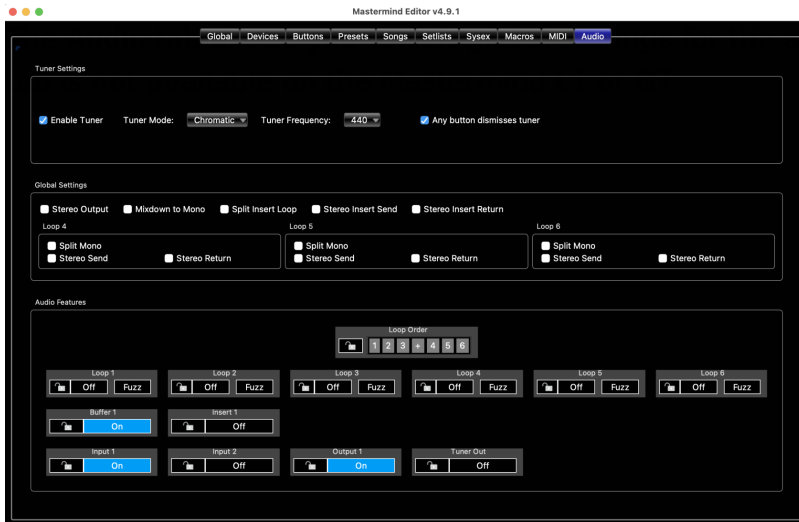 Mastermind Editor v4.9.1
Global Devices Buttons Presets Songs Setlists Sysex Macros MIDI Audio
Tuner Settings
Enable Tuner Tuner Mode: Chromatic Tuner Frequency: 440 Any button dismisses tuner
Global Settings
Stereo Output Mixdown to Mono Split Insert Loop Stereo Insert Send Stereo Insert Return
Loop 4 Loop 5 Loop 6
Split Mono Split Mono Split Mono
Stereo Send Stereo Return Stereo Send Stereo Return Stereo Send Stereo Return
Audio Features
Loop Order
1 2 3 + 4 5 6
Loop 1 Loop 2 Loop 3 Loop 4 Loop 5 Loop 6
Off Fuzz Off Fuzz Off Fuzz Off Fuzz Off Fuzz Off Fuzz
Buffer 1 Insert 1
On Off
Input 1 Input 2 Output 1 Tuner Out
On Off On Off